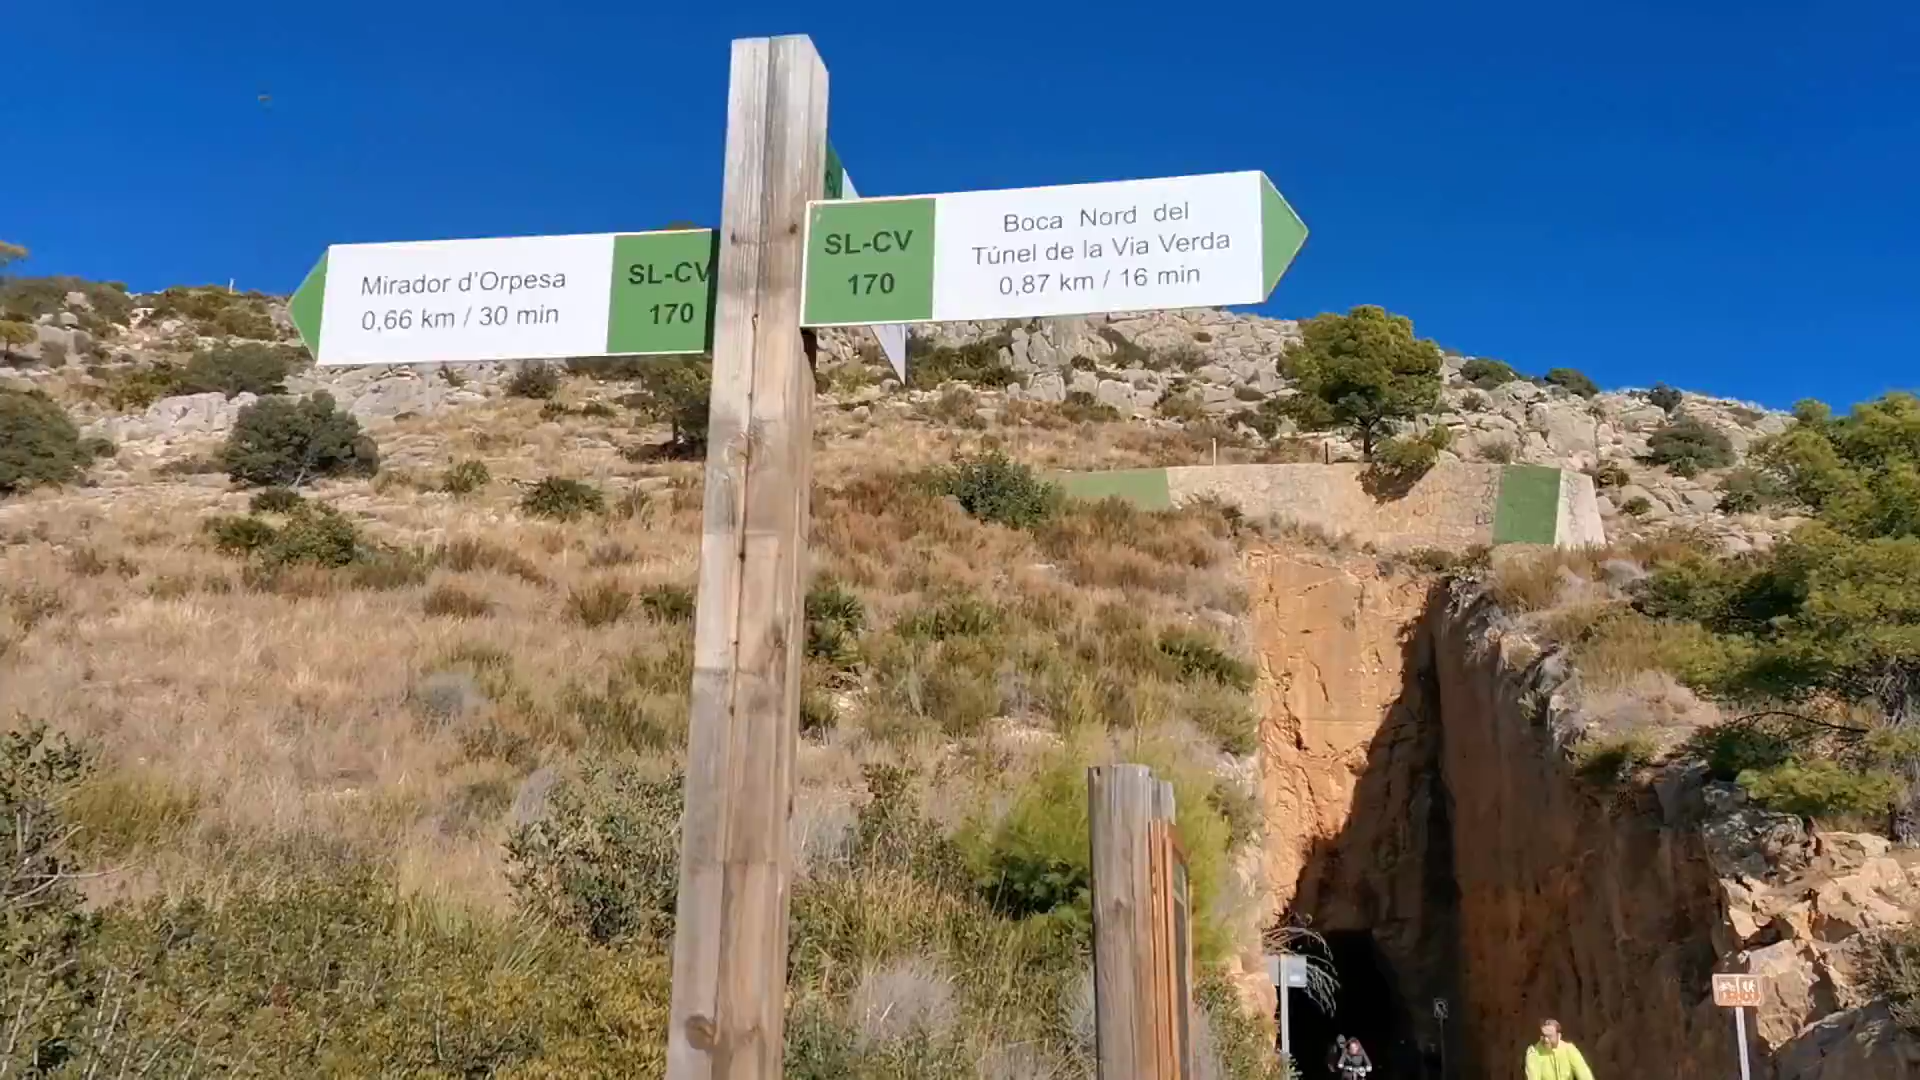 Mirador d'Orpesa
0,66 km / 30 min
SL-CV
170
SL-CV
170
Boca Nord del
Túnel de la Via Verda
0,87 km / 16 min